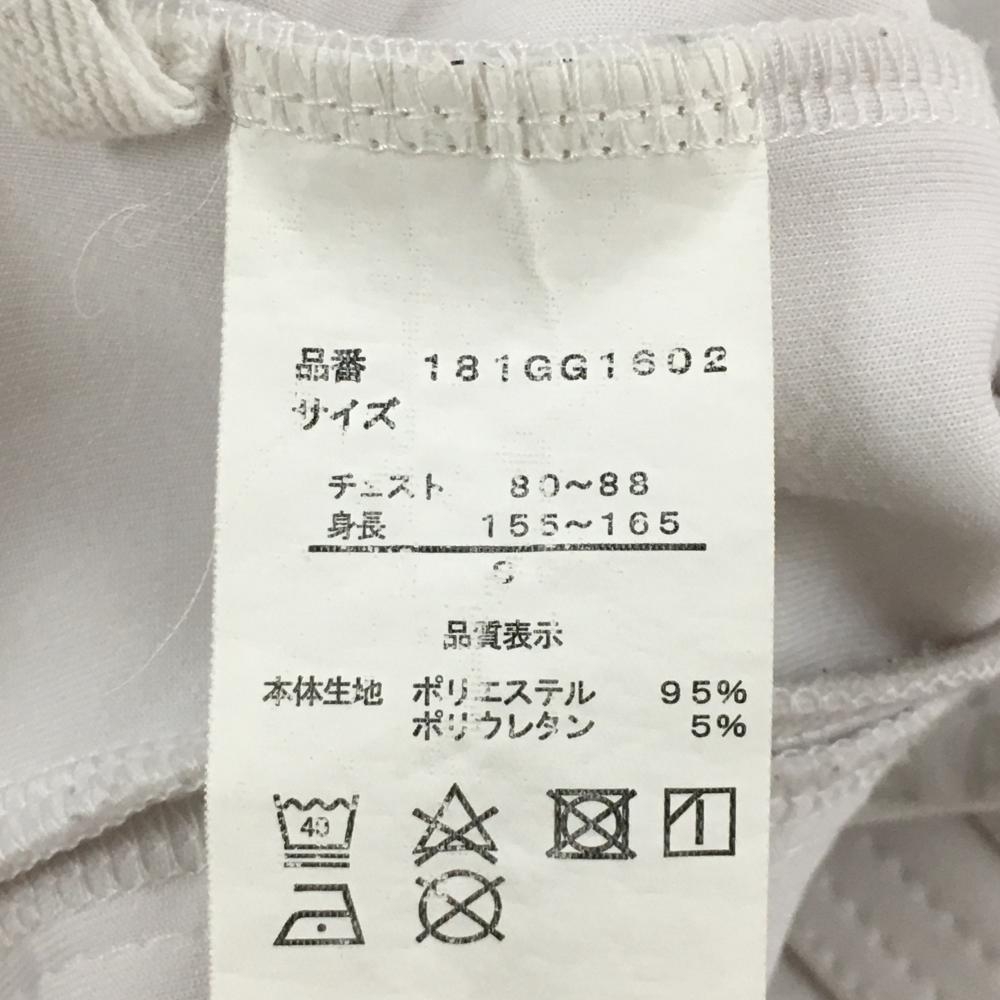 品番 181GG1602
サイズ
チェスト 80~88
身長 155~165
S
品質表示
本体生地 ポリエステル 95%
ポリウレタン 5%
40